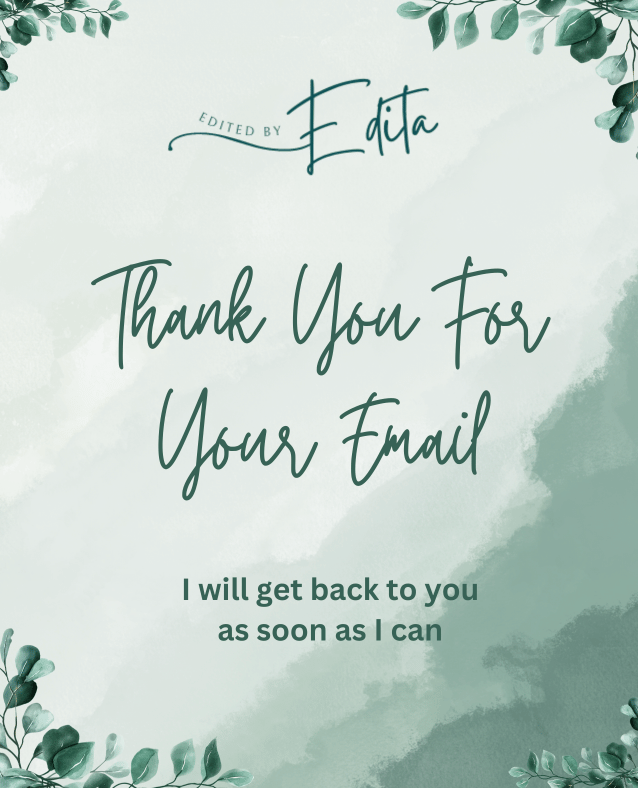 EDITED BY Edita
Thank You For
Your Email
I will get back to you
as soon as I can